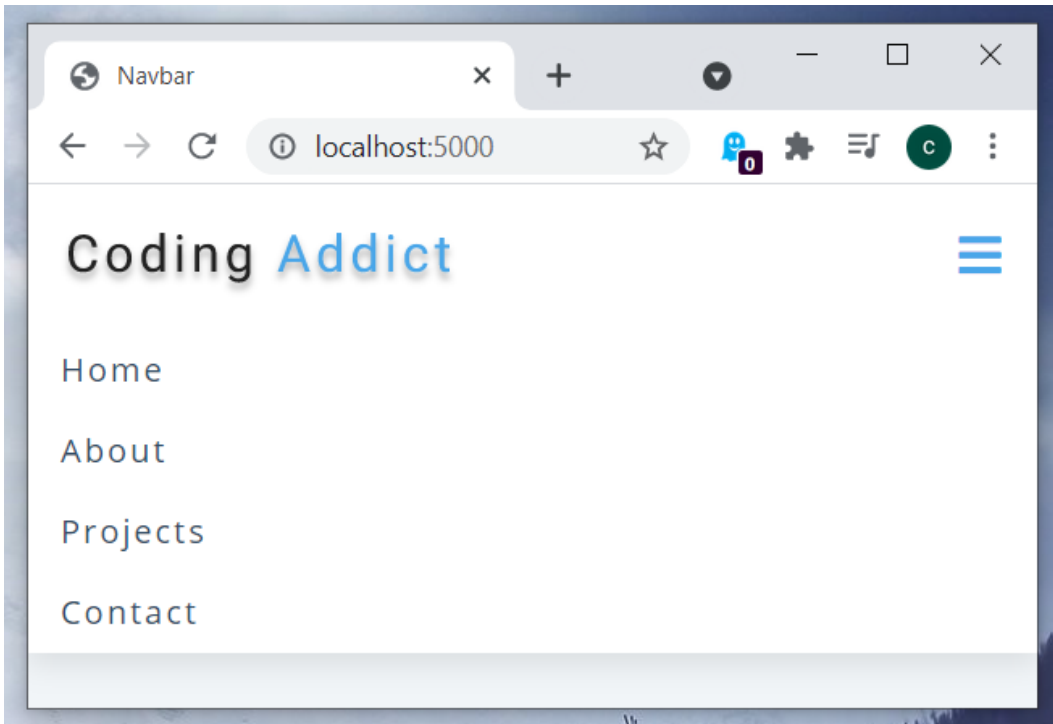 Navbar
localhost:5000
0
C
Coding Addict
Home
About
Projects
Contact